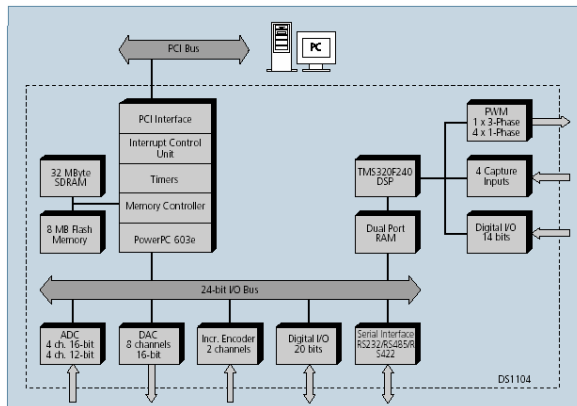 PCI Bus
PC
PCI Interface
Interrupt Control
Unit
Timers
Memory Controller
PowerPC 603e
32 MByte
SDRAM
8 MB Flash
Memory
TMS320F240
DSP
Dual Port
RAM
PWM
1 x 3-Phase
4 x 1-Phase
4 Capture
Inputs
Digital I/O
14 bits
24-bit I/O Bus
ADC
4 ch. 16-bit
4 ch. 12-bit
DAC
8 channels
16-bit
Incr. Encoder
2 channels
Digital I/O
20 bits
Serial Interface
RS232/RS485/R
S422
DS1104